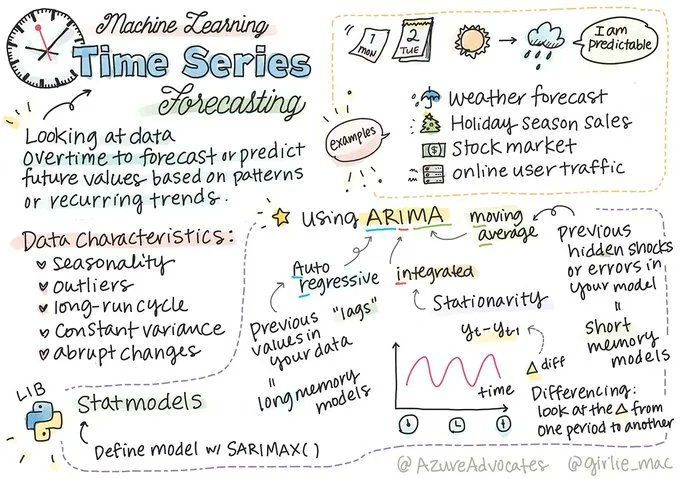 Machine Learning
Time Series
Forecasting
Looking at data
overtime to forecast or predict
future values based on patterns
or recurring trends.
Data Characteristics:
seasonality
outliers
long-run cycle
constant variance
abrupt changes
LIB
Statmodels
Define model w/ SARIMAX()
1
MON
2
TUE
I am
predictable
examples
Weather forecast
Holiday season sales
Stock market
online user traffic
using ARIMA
Auto
regressive
Previous "lags"
values in
your data
=
long memory
models
integrated
Stationarity
yt-yt-1
Δ diff
time
Differencing:
look at the Δ from
one period to another
moving
average
previous
hidden shocks
or errors in
your model
=
short
memory
models
@AzureAdvocates @girlie_mac